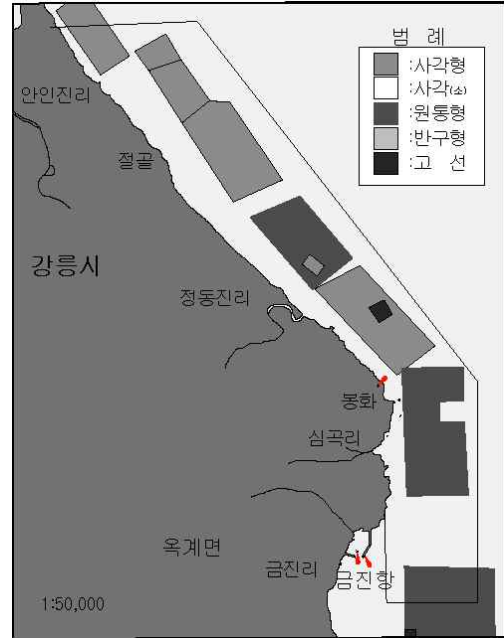 범 례
:사각형
:사각(소)
:원통형
:반구형
:고 선
안인진리
절골
강릉시
정동진리
봉화
심곡리
옥계면
금진리
금진항
1:50,000